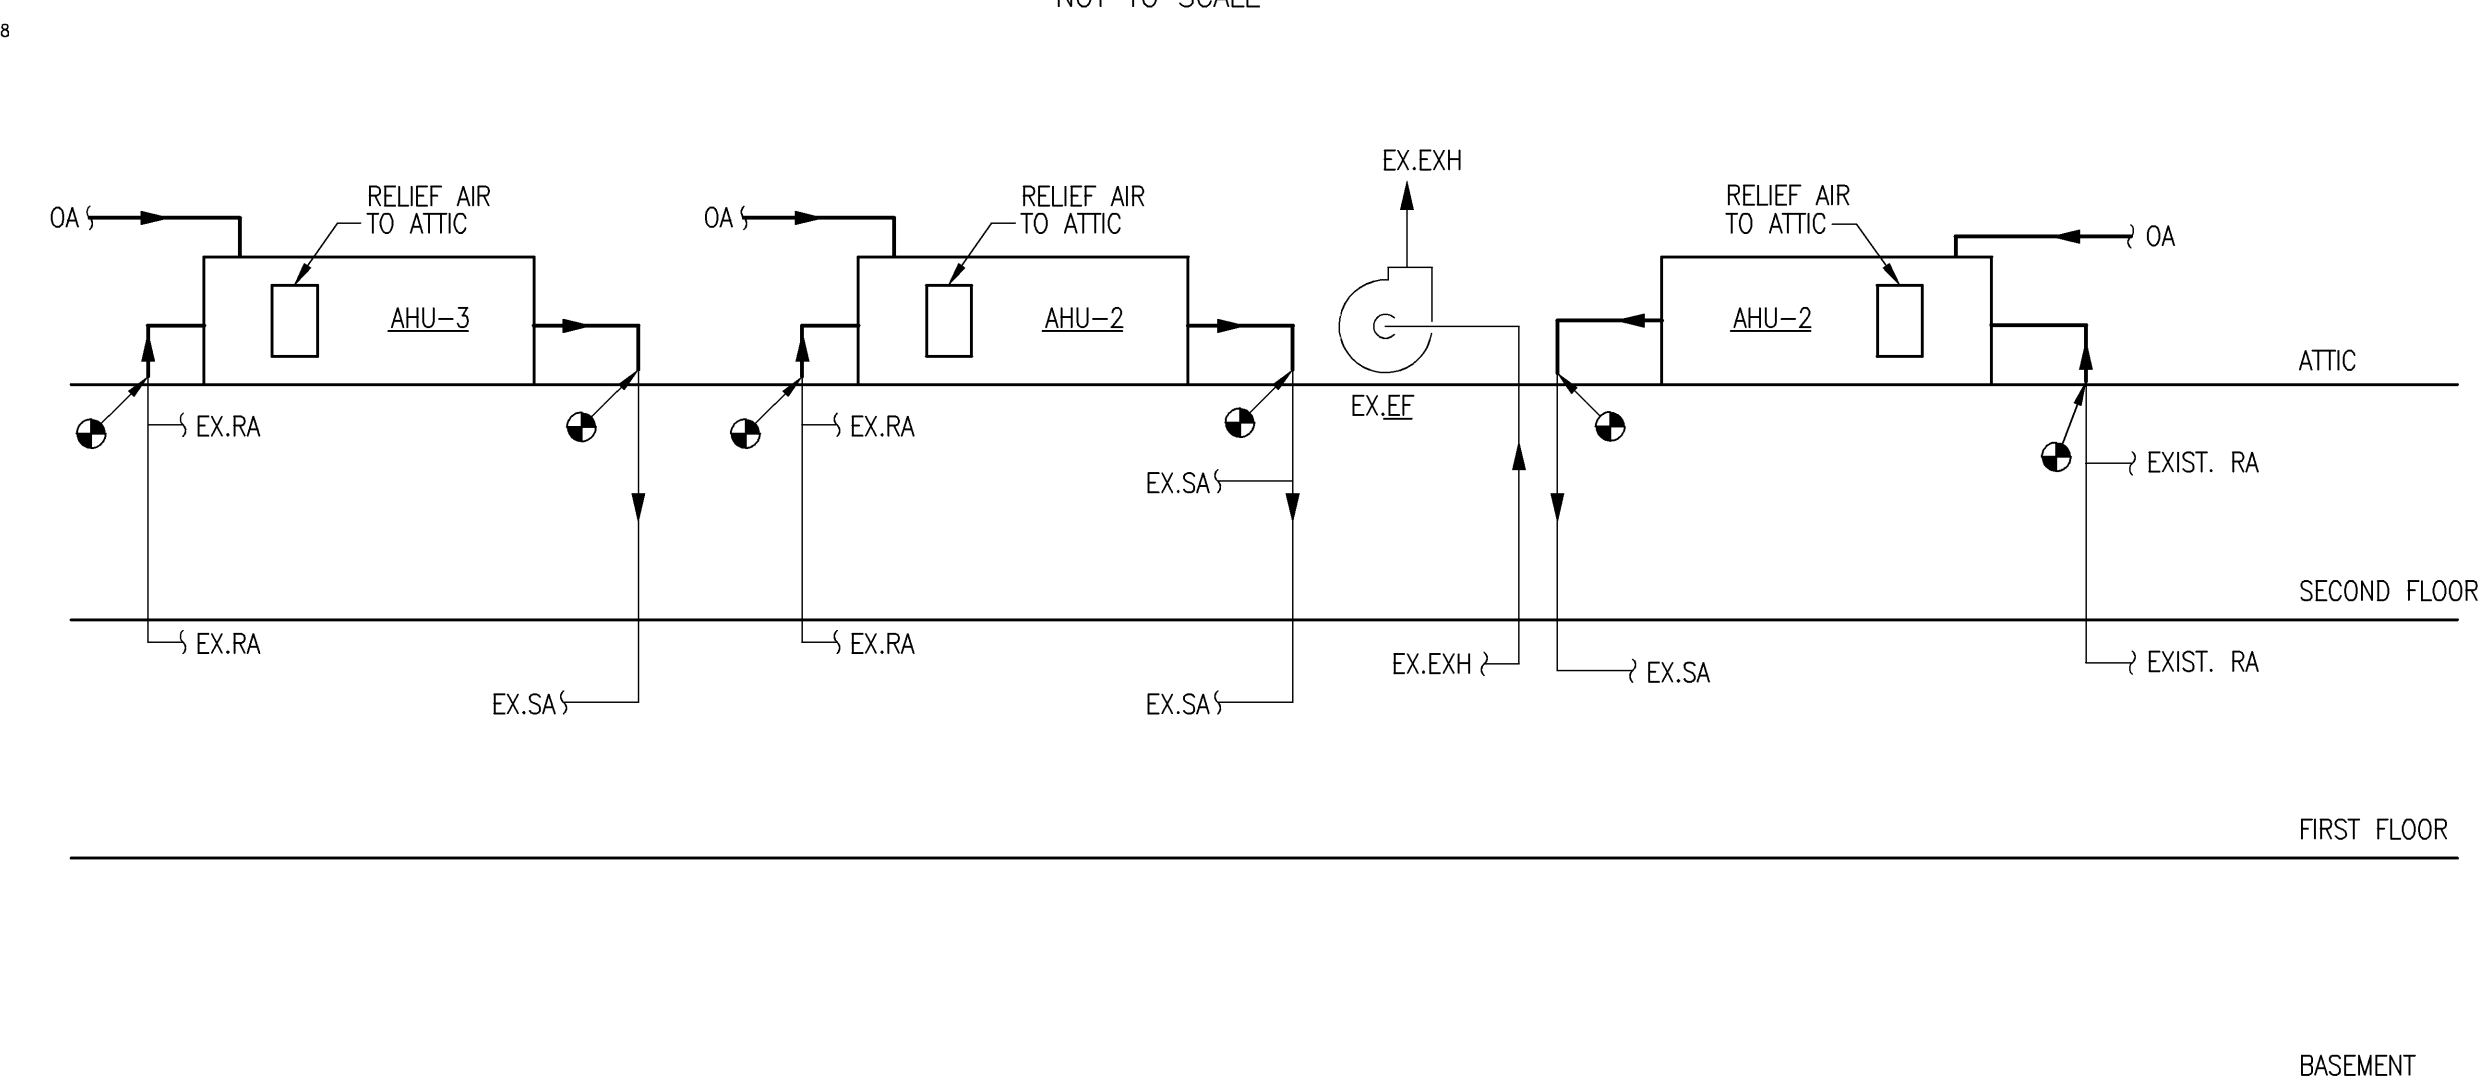 NOT TO SCALE
8
EX.EXH
RELIEF AIR
TO ATTIC
OA
RELIEF AIR
TO ATTIC
OA
RELIEF AIR
TO ATTIC
OA
AHU-3
AHU-2
AHU-2
ATTIC
EX.EF
EX.RA
EX.RA
EX.SA
EXIST. RA
SECOND FLOOR
EX.RA
EX.RA
EX.EXH
EX.SA
EXIST. RA
EX.SA
EX.SA
FIRST FLOOR
BASEMENT